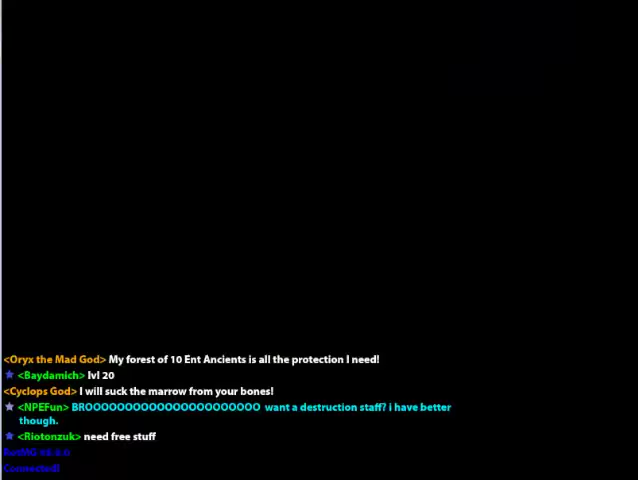 <Oryx the Mad God> My forest of 10 Ent Ancients is all the protection I need!
<Baydamich> lvl 20
<Cyclops God> I will suck the marrow from your bones!
<NPEFun> BROOOOOOOOOOOOOOOOOOOOOO want a destruction staff? i have better
though.
<Riotonzuk> need free stuff
RotMG
Connected!